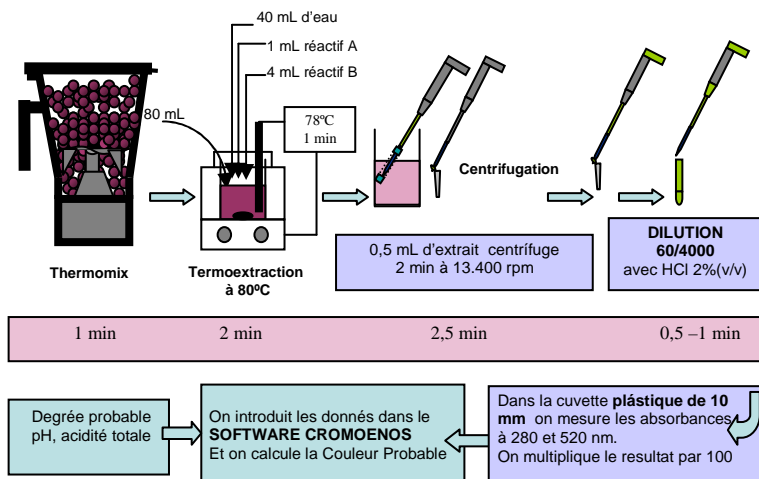 40 mL d'eau
1 mL réactif A
4 mL réactif B
80 mL
78ºC
1 min
Centrifugation
Thermomix
Termoextraction
à 80ºC
0,5 mL d'extrait centrífuge
2 min à 13.400 rpm
DILUTION
60/4000
avec HCl 2%(v/v)
1 min
2 min
2,5 min
0,5 –1 min
Degrée probable
pH, acidité totale
On introduit les donnés dans le
SOFTWARE CROMOENOS
Et on calcule la Couleur Probable
Dans la cuvette plástique de 10
mm on mesure les absorbances
à 280 et 520 nm.
On multiplique le resultat par 100